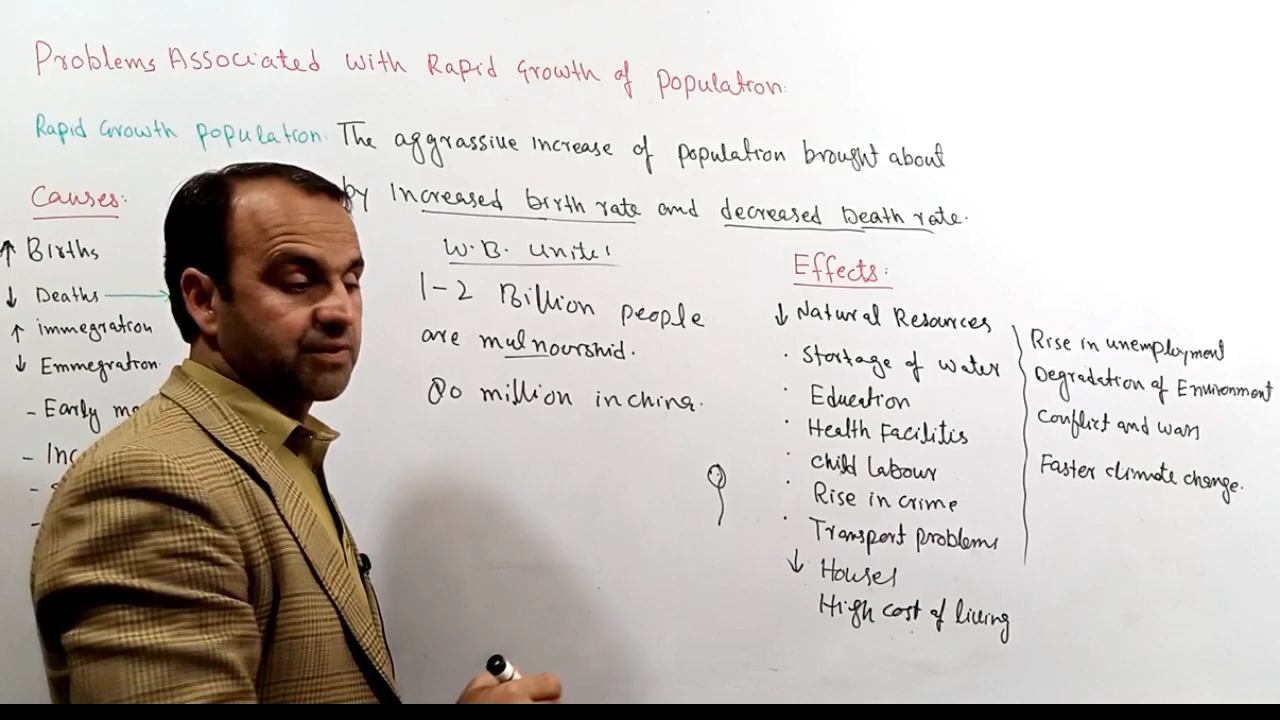 Problems Associated with Rapid Growth of population:
Rapid Growth population: The aggrassive increase of population brought about
by increased birth rate and decreased Death rate.
Causes:
↑ Births
↓ Deaths →
↑ immegration
↓ Emmegration.
- Early
-
-
-
W.B. Unite!
1-2 Billion people
are mulnourshid.
80 million in china.
Effects:
↓ Natural Resources
· Stortage of water
· Education
· Health Facilitis
· child labour
· Rise in crime
· Transport problems
↓ Houses
High cost of living
Rise in unemployment
Degradation of Environment
Conflict and wars
Faster climate change.